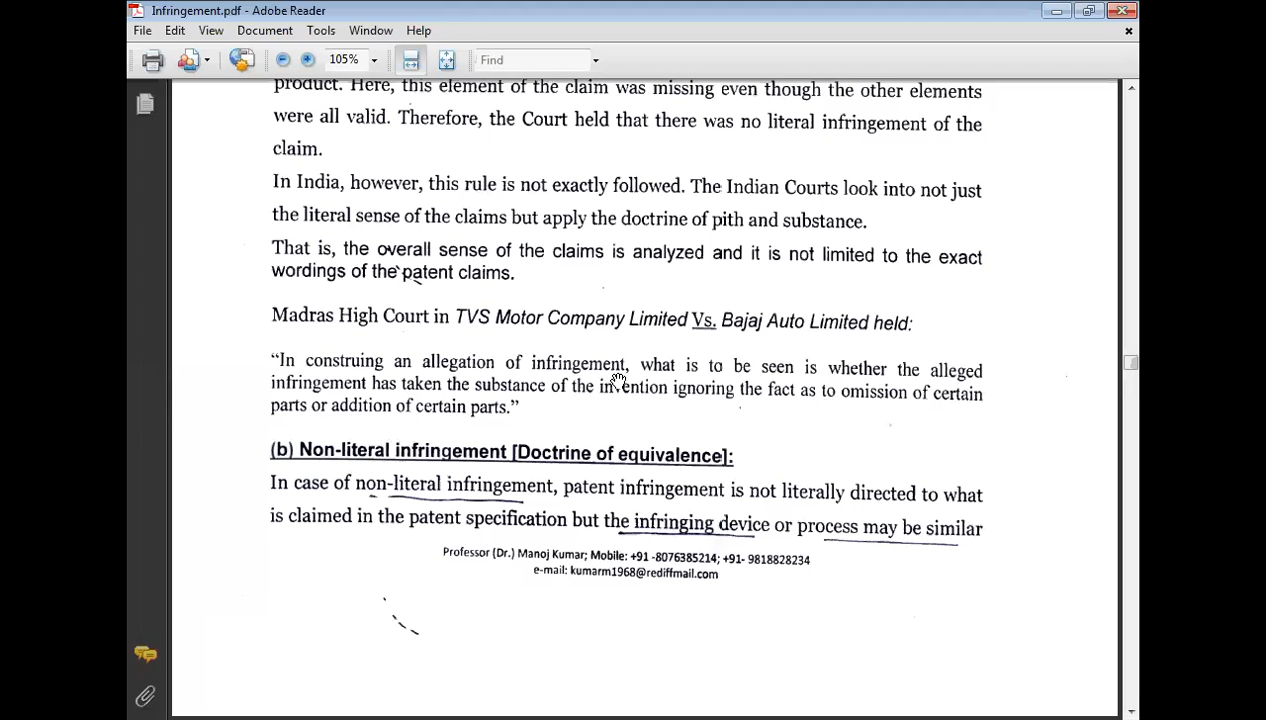 Infringement.pdf - Adobe Reader
File Edit View Document Tools Window Help
105% Find
product. Here, this element of the claim was missing even though the other elements
were all valid. Therefore, the Court held that there was no literal infringement of the
claim.
In India, however, this rule is not exactly followed. The Indian Courts look into not just
the literal sense of the claims but apply the doctrine of pith and substance.
That is, the overall sense of the claims is analyzed and it is not limited to the exact
wordings of the patent claims.
Madras High Court in TVS Motor Company Limited Vs. Bajaj Auto Limited held:
“In construing an allegation of infringement, what is to be seen is whether the alleged
infringement has taken the substance of the invention ignoring the fact as to omission of certain
parts or addition of certain parts.”
(b) Non-literal infringement [Doctrine of equivalence]:
In case of non-literal infringement, patent infringement is not literally directed to what
is claimed in the patent specification but the infringing device or process may be similar
Professor (Dr.) Manoj Kumar; Mobile: +91 -8076385214; +91- 9818828234
e-mail: kumarm1968@rediffmail.com